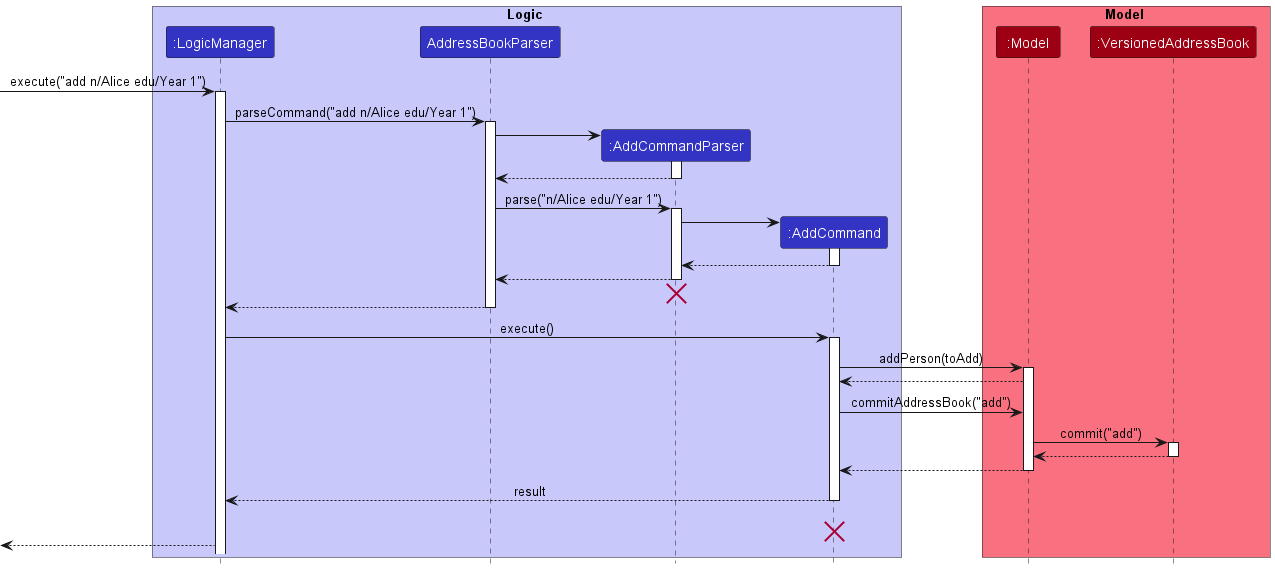 Logic
Model
:LogicManager
AddressBookParser
:Model
:VersionedAddressBook
execute("add n/Alice edu/Year 1")
parseCommand("add n/Alice edu/Year 1")
:AddCommandParser
parse("n/Alice edu/Year 1")
:AddCommand
execute()
addPerson(toAdd)
commitAddressBook("add")
commit("add")
result